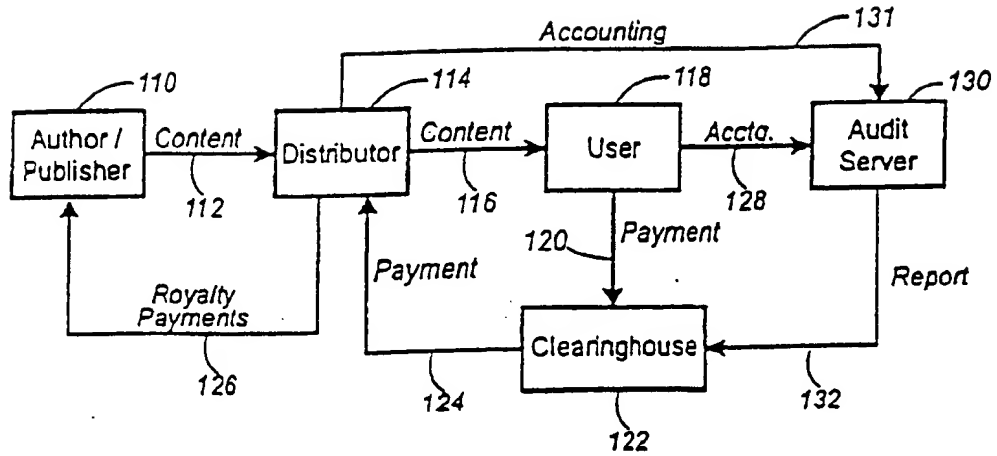 Accounting
131
110
114
118
130
Author /
Publisher
Content
112
Distributor
Content
116
User
Accta.
128
Audit
Server
120
Payment
Payment
Report
Royalty
Payments
126
124
Clearinghouse
122
132